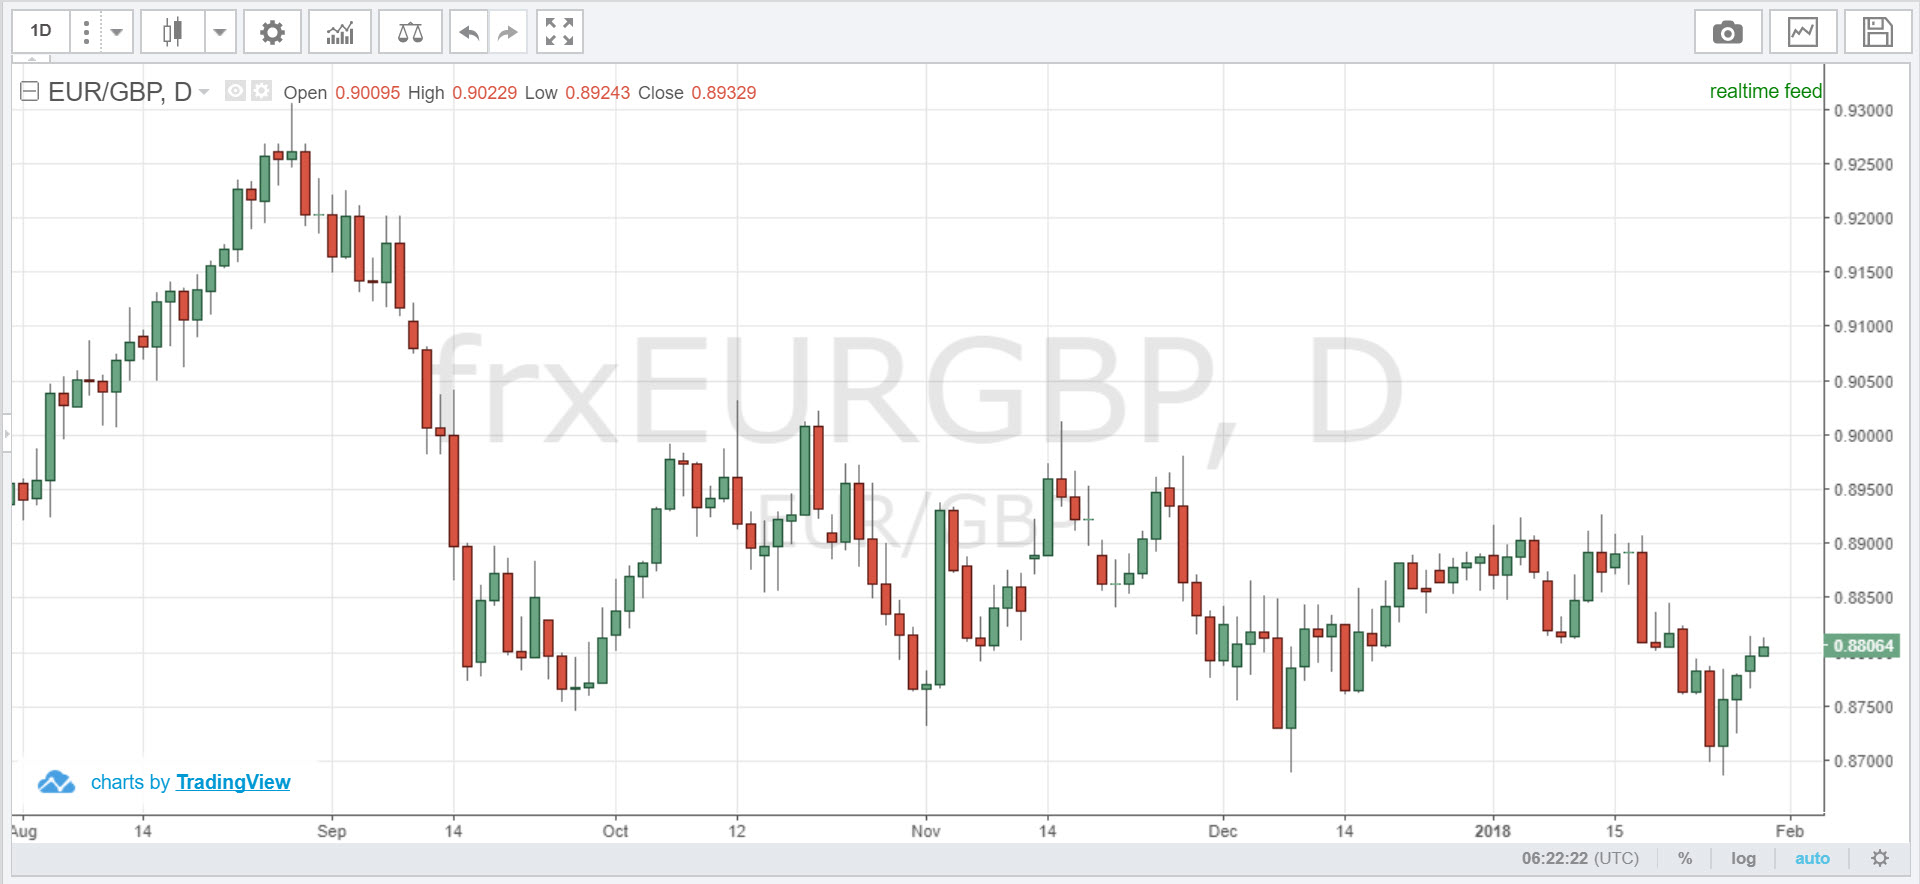 1D
EUR/GBP, D Open 0.90095 High 0.90229 Low 0.89243 Close 0.89329
realtime feed
0.93000
0.92500
0.92000
0.91500
0.91000
0.90500
0.90000
0.89500
0.89000
0.88500
0.88064
0.87500
0.87000
frxEURGBP, D
EUR/GBP
charts by TradingView
Aug 14 Sep 14 Oct 12 Nov 14 Dec 14 2018 15 Feb
06:22:22 (UTC) % log auto